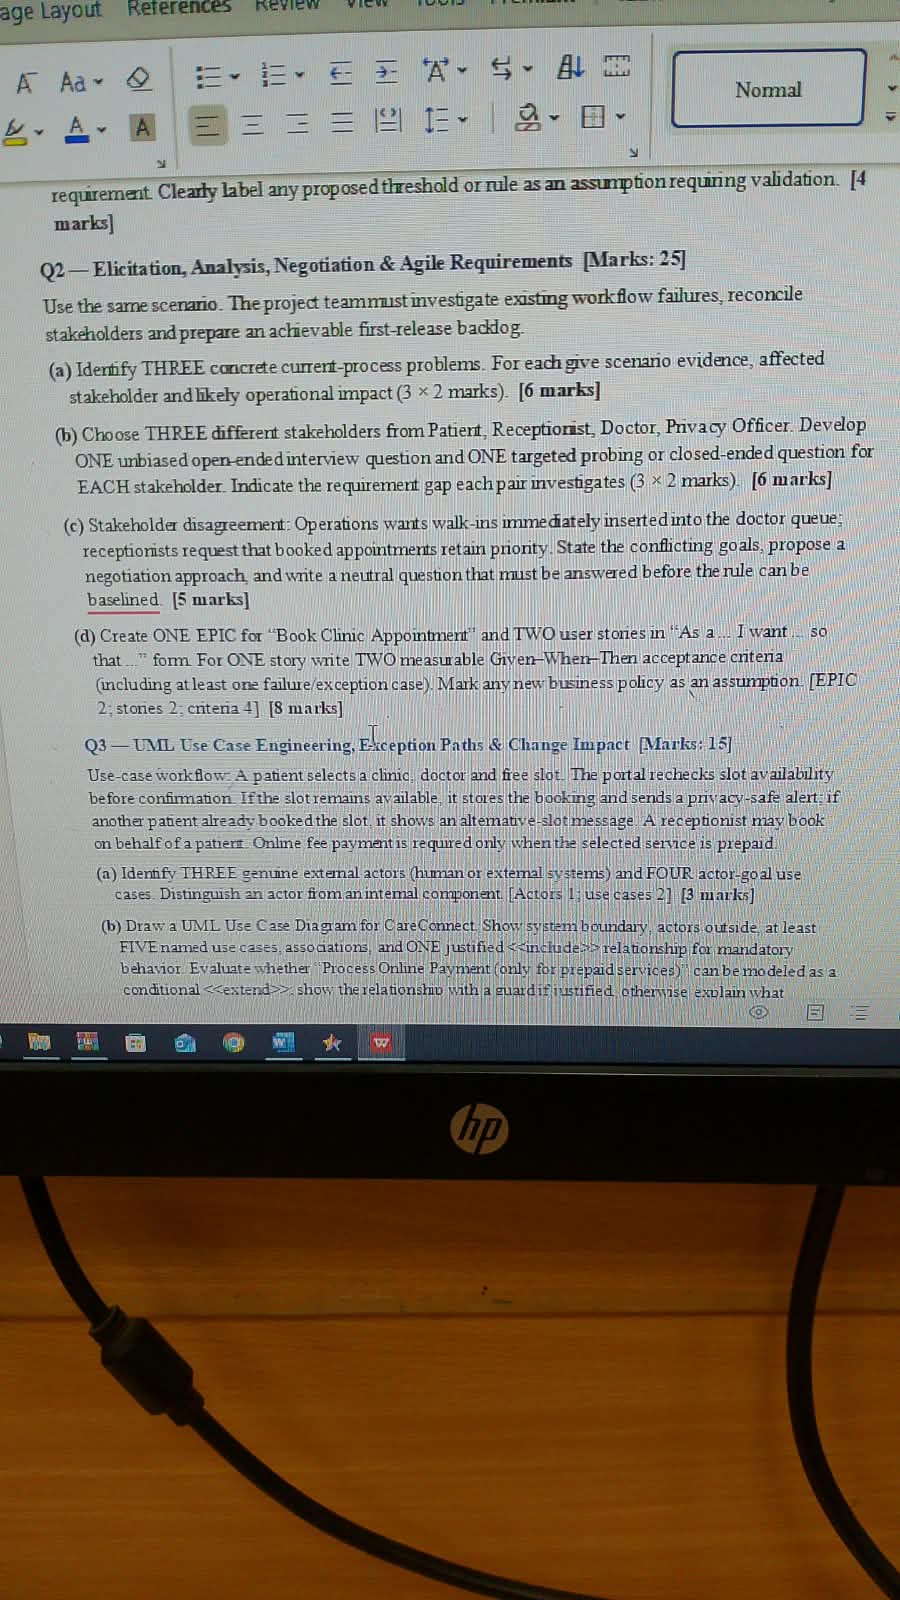 age Layout References Review View Tools
Normal
requirement. Clearly label any proposed threshold or rule as an assumption requiring validation. [4
marks]
Q2 — Elicitation, Analysis, Negotiation & Agile Requirements [Marks: 25]
Use the same scenario. The project team must investigate existing workflow failures, reconcile
stakeholders and prepare an achievable first-release backlog.
(a) Identify THREE concrete current-process problems. For each give scenario evidence, affected
stakeholder and likely operational impact (3 × 2 marks). [6 marks]
(b) Choose THREE different stakeholders from Patient, Receptionist, Doctor, Privacy Officer. Develop
ONE unbiased open-ended interview question and ONE targeted probing or closed-ended question for
EACH stakeholder. Indicate the requirement gap each pair investigates (3 × 2 marks). [6 marks]
(c) Stakeholder disagreement: Operations wants walk-ins immediately inserted into the doctor queue;
receptionists request that booked appointments retain priority. State the conflicting goals, propose a
negotiation approach, and write a neutral question that must be answered before the rule can be
baselined. [5 marks]
(d) Create ONE EPIC for “Book Clinic Appointment” and TWO user stories in “As a ... I want ... so
that ...” form. For ONE story write TWO measurable Given–When–Then acceptance criteria
(including at least one failure/exception case). Mark any new business policy as an assumption. [EPIC
2; stories 2; criteria 4] [8 marks]
Q3 — UML Use Case Engineering, Exception Paths & Change Impact [Marks: 15]
Use-case workflow: A patient selects a clinic, doctor and free slot. The portal rechecks slot availability
before confirmation. If the slot remains available, it stores the booking and sends a privacy-safe alert; if
another patient already booked the slot, it shows an alternative-slot message. A receptionist may book
on behalf of a patient. Online fee payment is required only when the selected service is prepaid.
(a) Identify THREE genuine external actors (human or external systems) and FOUR actor-goal use
cases. Distinguish an actor from an internal component. [Actors 1; use cases 2] [3 marks]
(b) Draw a UML Use Case Diagram for CareConnect. Show system boundary, actors outside, at least
FIVE named use cases, associations, and ONE justified <<include>> relationship for mandatory
behavior. Evaluate whether “Process Online Payment (only for prepaid services)” can be modeled as a
conditional <<extend>>; show the relationship with a guard if justified, otherwise explain what
hp